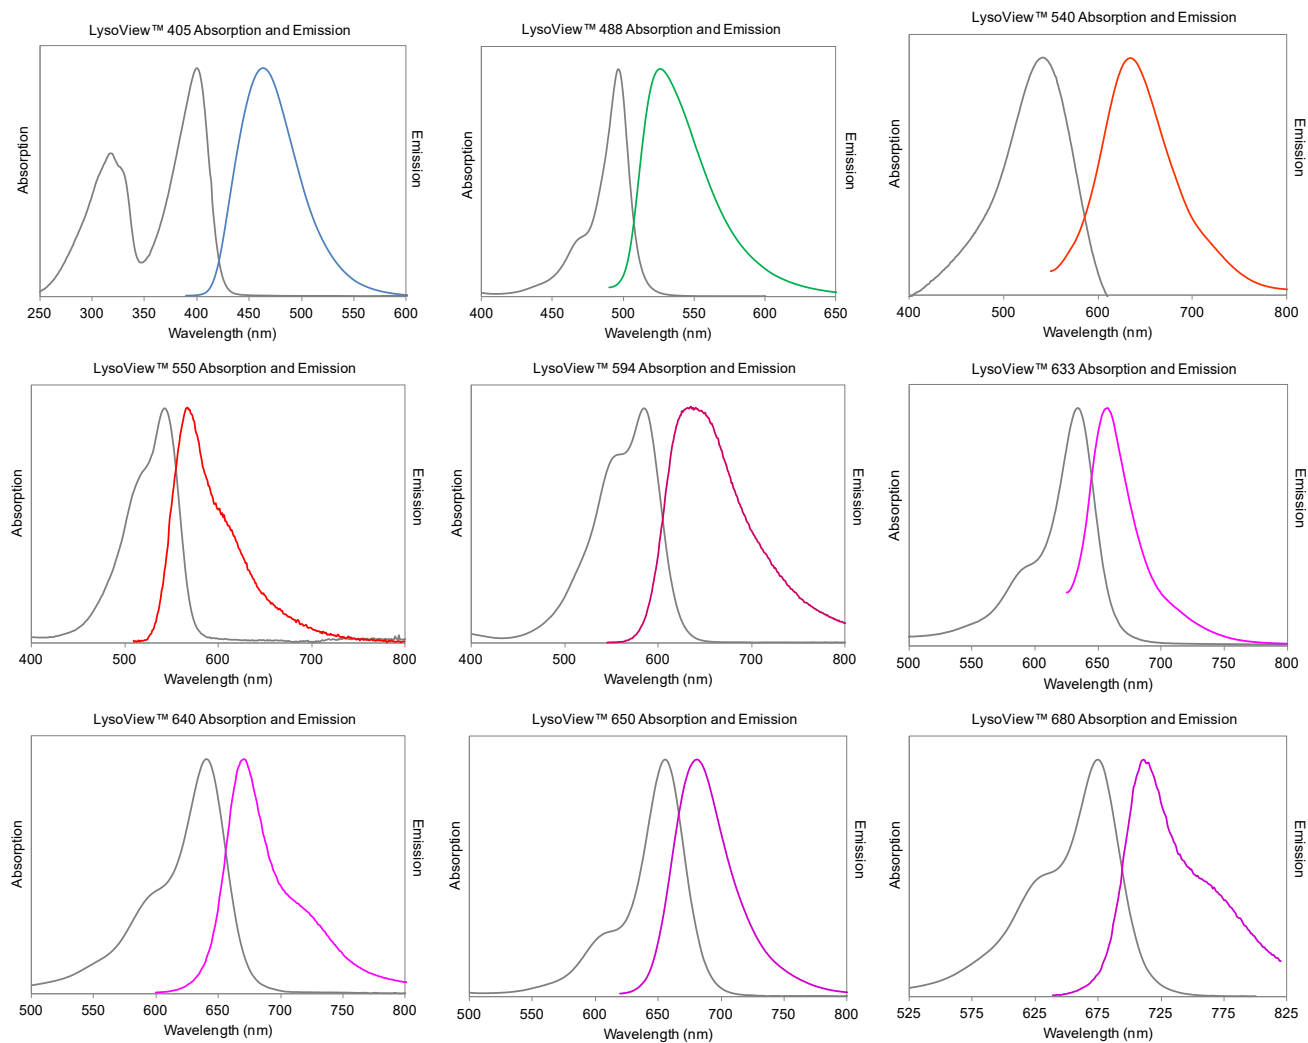 LysoView™ 405 Absorption and Emission
Absorption
Emission
250 300 350 400 450 500 550 600
Wavelength (nm)
LysoView™ 488 Absorption and Emission
Absorption
Emission
400 450 500 550 600 650
Wavelength (nm)
LysoView™ 540 Absorption and Emission
Absorption
Emission
400 500 600 700 800
Wavelength (nm)
LysoView™ 550 Absorption and Emission
Absorption
Emission
400 500 600 700 800
Wavelength (nm)
LysoView™ 594 Absorption and Emission
Absorption
Emission
400 500 600 700 800
Wavelength (nm)
LysoView™ 633 Absorption and Emission
Absorption
Emission
500 550 600 650 700 750 800
Wavelength (nm)
LysoView™ 640 Absorption and Emission
Absorption
Emission
500 550 600 650 700 750 800
Wavelength (nm)
LysoView™ 650 Absorption and Emission
Absorption
Emission
500 550 600 650 700 750 800
Wavelength (nm)
LysoView™ 680 Absorption and Emission
Absorption
Emission
525 575 625 675 725 775 825
Wavelength (nm)